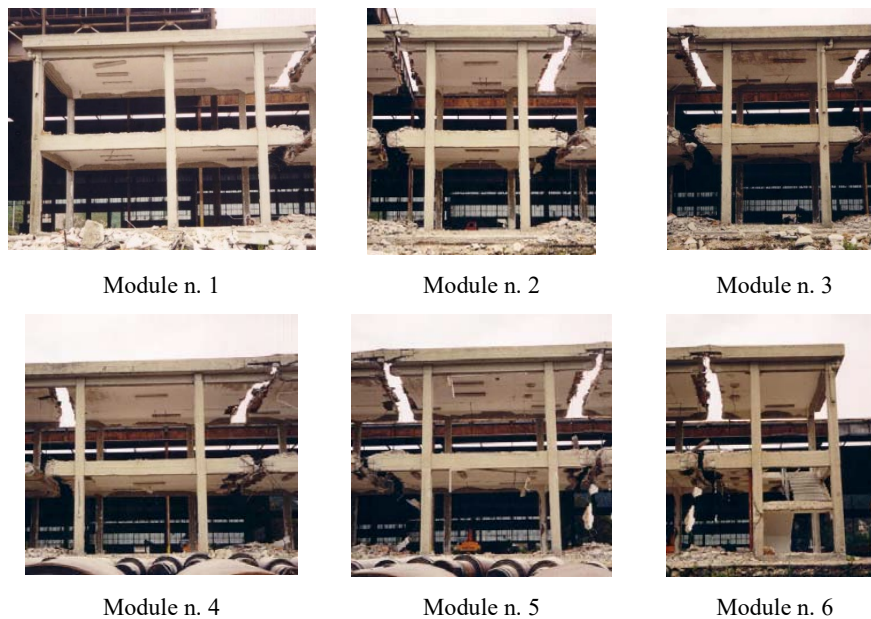 Module n. 1
Module n. 2
Module n. 3
Module n. 4
Module n. 5
Module n. 6